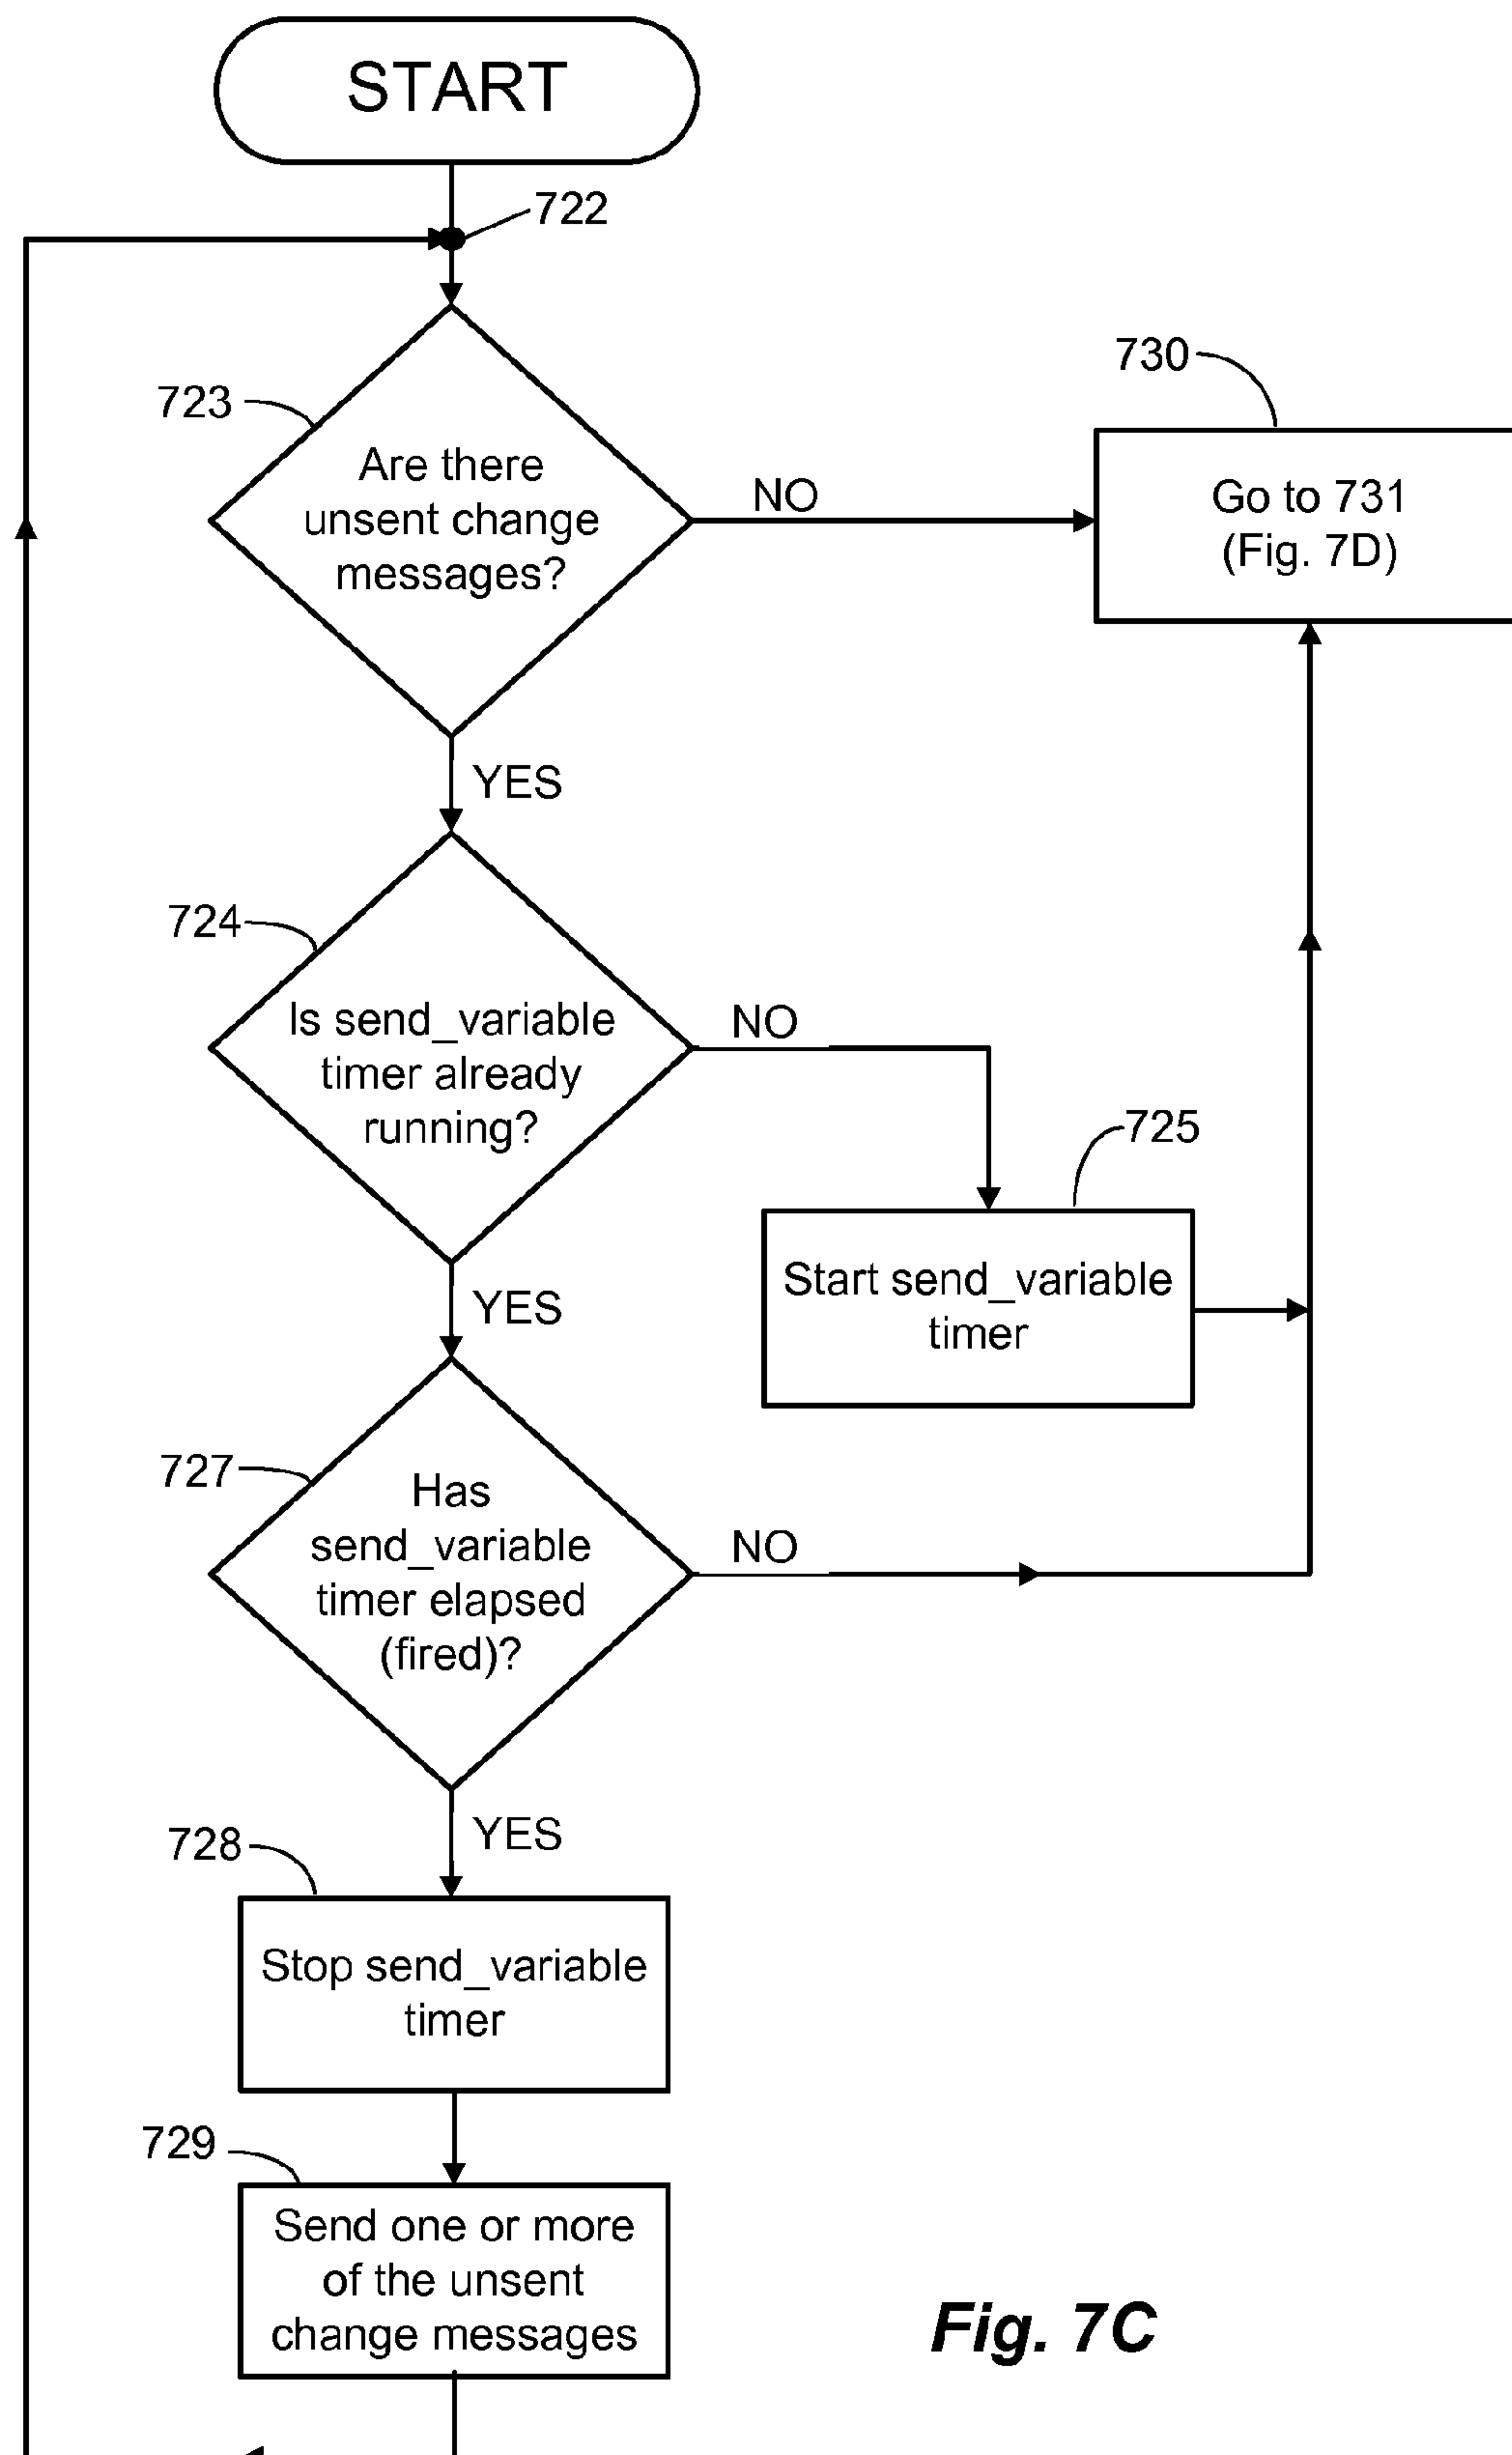 START
722
723
Are there
unsent change
messages?
NO
730
Go to 731
(Fig. 7D)
YES
724
Is send_variable
timer already
running?
NO
725
Start send_variable
timer
YES
727
Has
send_variable
timer elapsed
(fired)?
NO
YES
728
Stop send_variable
timer
729
Send one or more
of the unsent
change messages
Fig. 7C